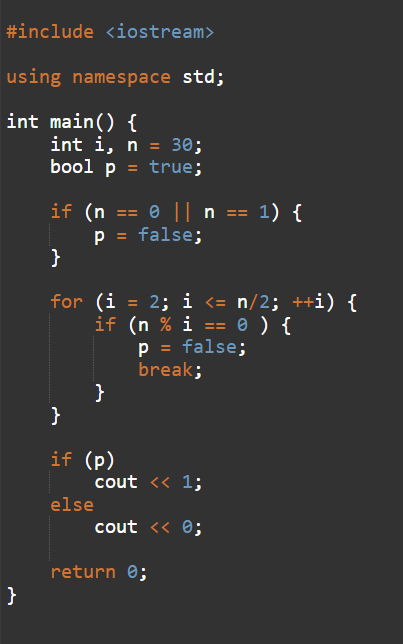 #include <iostream>
using namespace std;
int main() {
    int i, n = 30;
    bool p = true;
    if (n == 0 || n == 1) {
        p = false;
    }
    for (i = 2; i <= n/2; ++i) {
        if (n % i == 0 ) {
            p = false;
            break;
        }
    }
    if (p)
        cout << 1;
    else
        cout << 0;
    return 0;
}